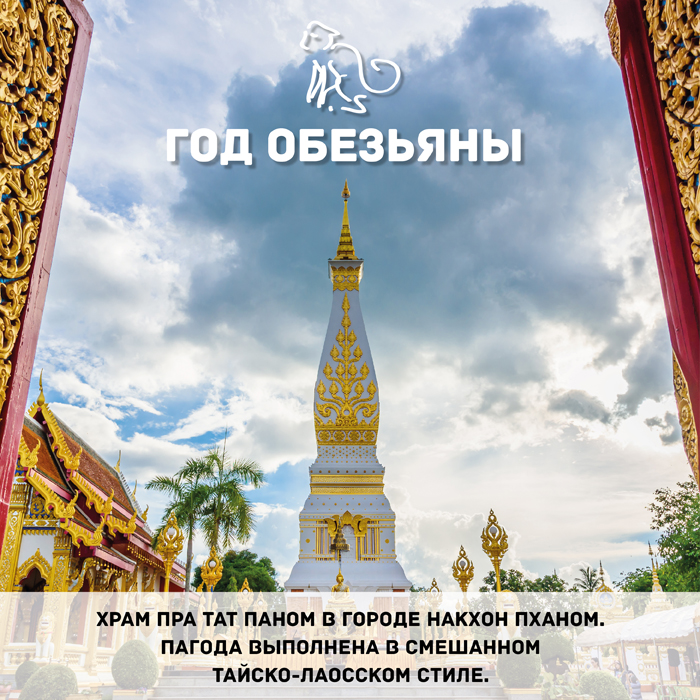 ГОД ОБЕЗЬЯНЫ
ХРАМ ПРА ТАТ ПАНОМ В ГОРОДЕ НАКХОН ПХАНОМ.
ПАГОДА ВЫПОЛНЕНА В СМЕШАННОМ
ТАЙСКО-ЛАОССКОМ СТИЛЕ.